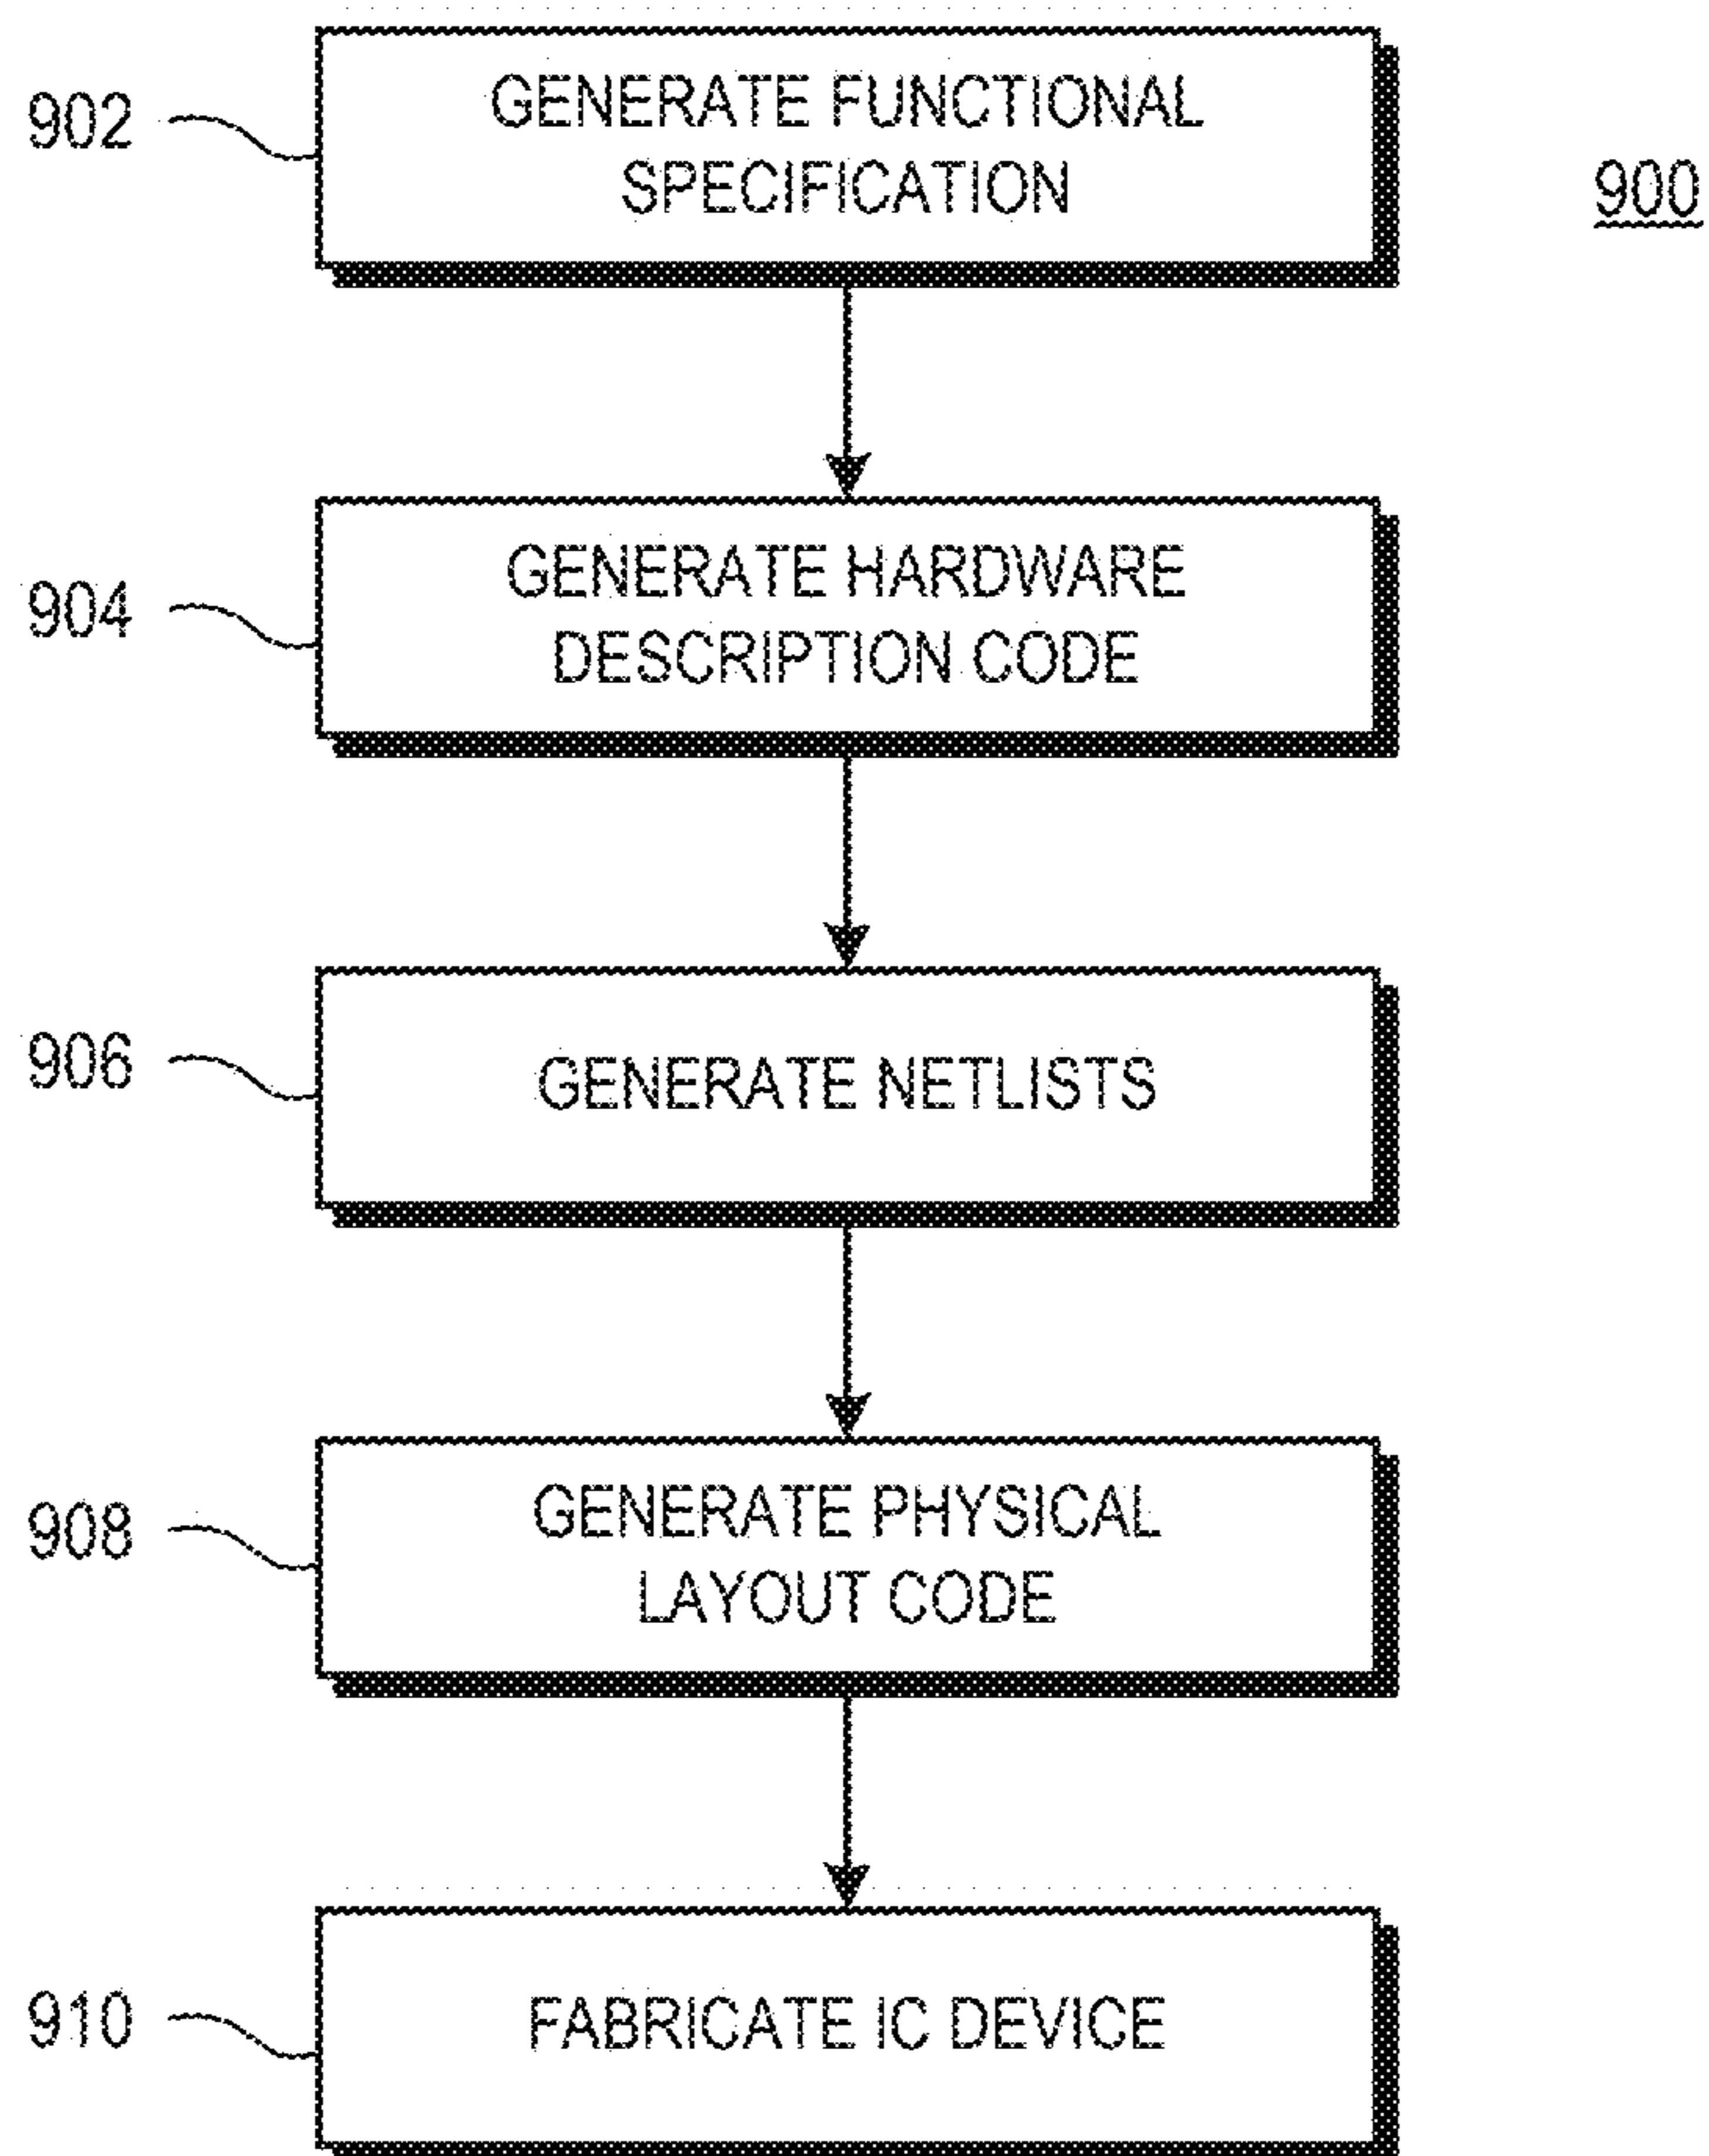 902
GENERATE FUNCTIONAL
SPECIFICATION
900
904
GENERATE HARDWARE
DESCRIPTION CODE
906
GENERATE NETLISTS
908
GENERATE PHYSICAL
LAYOUT CODE
910
FABRICATE IC DEVICE